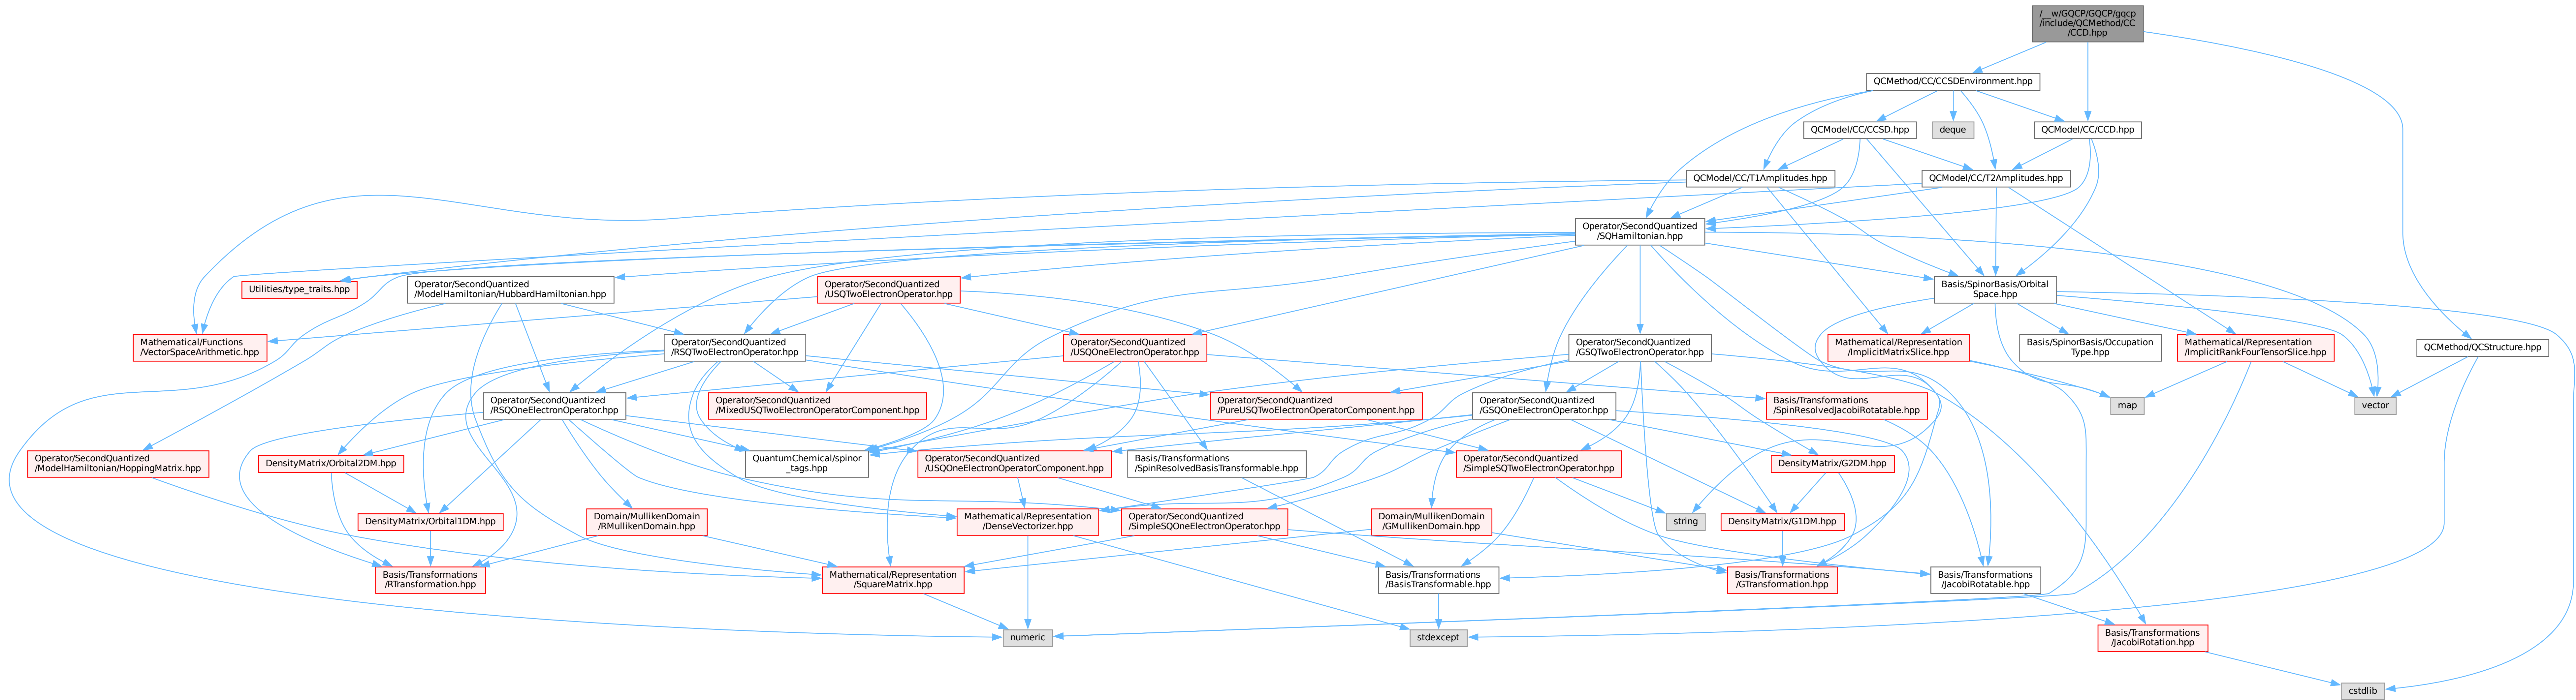 /__w/GQCP/GQCP/gqcp
/include/QCMethod/CC
/CCD.hpp
QCMethod/CC/CCSDEnvironment.hpp
QCModel/CC/CCSD.hpp
deque
QCModel/CC/CCD.hpp
QCModel/CC/T1Amplitudes.hpp
QCModel/CC/T2Amplitudes.hpp
Operator/SecondQuantized
/SQHamiltonian.hpp
Utilities/type_traits.hpp
Operator/SecondQuantized
/ModelHamiltonian/HubbardHamiltonian.hpp
Operator/SecondQuantized
/USQTwoElectronOperator.hpp
Basis/SpinorBasis/Orbital
Space.hpp
Mathematical/Functions
/VectorSpaceArithmetic.hpp
Operator/SecondQuantized
/RSQTwoElectronOperator.hpp
Operator/SecondQuantized
/USQOneElectronOperator.hpp
Operator/SecondQuantized
/GSQTwoElectronOperator.hpp
Mathematical/Representation
/ImplicitMatrixSlice.hpp
Basis/SpinorBasis/Occupation
Type.hpp
Mathematical/Representation
/ImplicitRankFourTensorSlice.hpp
QCMethod/QCStructure.hpp
Operator/SecondQuantized
/RSQOneElectronOperator.hpp
Operator/SecondQuantized
/MixedUSQTwoElectronOperatorComponent.hpp
Operator/SecondQuantized
/PureUSQTwoElectronOperatorComponent.hpp
Operator/SecondQuantized
/GSQOneElectronOperator.hpp
Basis/Transformations
/SpinResolvedJacobiRotatable.hpp
map
vector
Operator/SecondQuantized
/ModelHamiltonian/HoppingMatrix.hpp
DensityMatrix/Orbital2DM.hpp
QuantumChemical/spinor
_tags.hpp
Operator/SecondQuantized
/USQOneElectronOperatorComponent.hpp
Basis/Transformations
/SpinResolvedBasisTransformable.hpp
Operator/SecondQuantized
/SimpleSQTwoElectronOperator.hpp
DensityMatrix/G2DM.hpp
DensityMatrix/Orbital1DM.hpp
Domain/MullikenDomain
/RMullikenDomain.hpp
Mathematical/Representation
/DenseVectorizer.hpp
Operator/SecondQuantized
/SimpleSQOneElectronOperator.hpp
Domain/MullikenDomain
/GMullikenDomain.hpp
string
DensityMatrix/G1DM.hpp
Basis/Transformations
/RTransformation.hpp
Mathematical/Representation
/SquareMatrix.hpp
Basis/Transformations
/BasisTransformable.hpp
Basis/Transformations
/GTransformation.hpp
Basis/Transformations
/JacobiRotatable.hpp
numeric
stdexcept
Basis/Transformations
/JacobiRotation.hpp
cstdlib